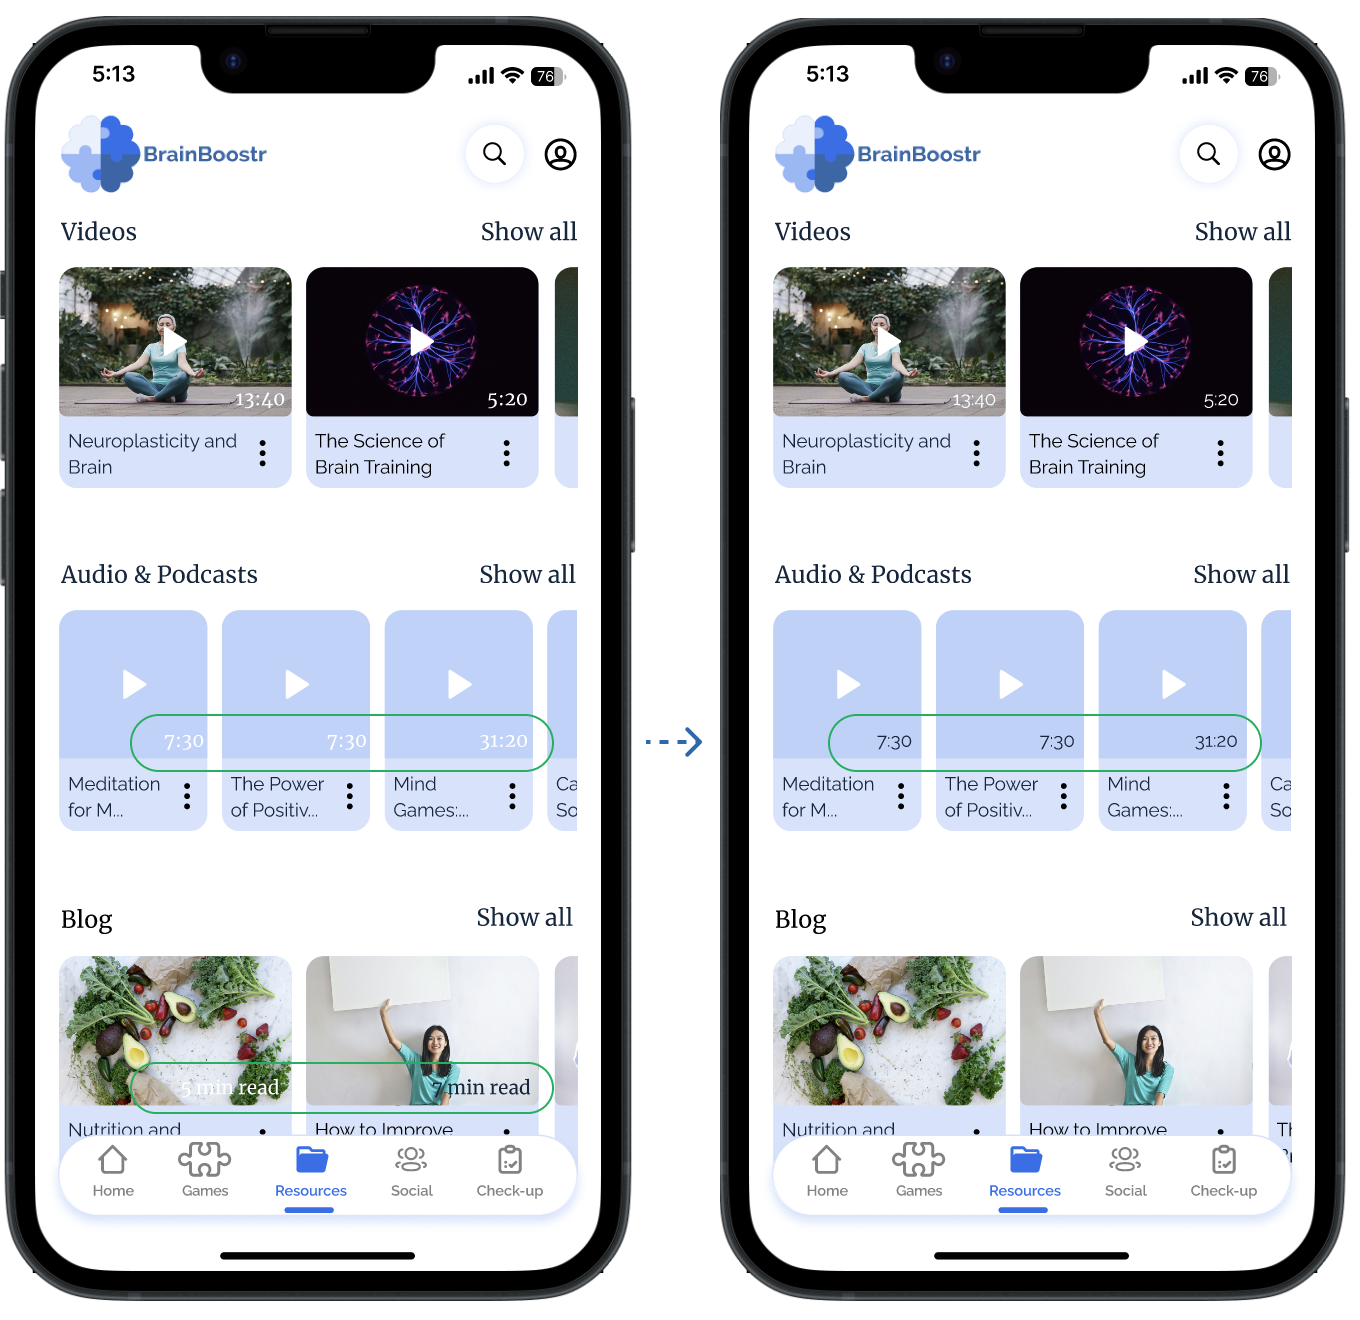 5:13
76
BrainBoostr
Videos
Show all
13:40
5:20
Neuroplasticity and
Brain
The Science of
Brain Training
Audio & Podcasts
Show all
7:30
7:30
31:20
Meditation
for M...
The Power
of Positiv...
Mind
Games:...
Ca
So
Blog
Show all
5 min read
7 min read
Nutrition and
How to Improve
Home
Games
Resources
Social
Check-up
5:13
76
BrainBoostr
Videos
Show all
13:40
5:20
Neuroplasticity and
Brain
The Science of
Brain Training
Audio & Podcasts
Show all
7:30
7:30
31:20
Meditation
for M...
The Power
of Positiv...
Mind
Games:...
Ca
So
Blog
Show all
Nutrition and
How to Improve
Th
Home
Games
Resources
Social
Check-up